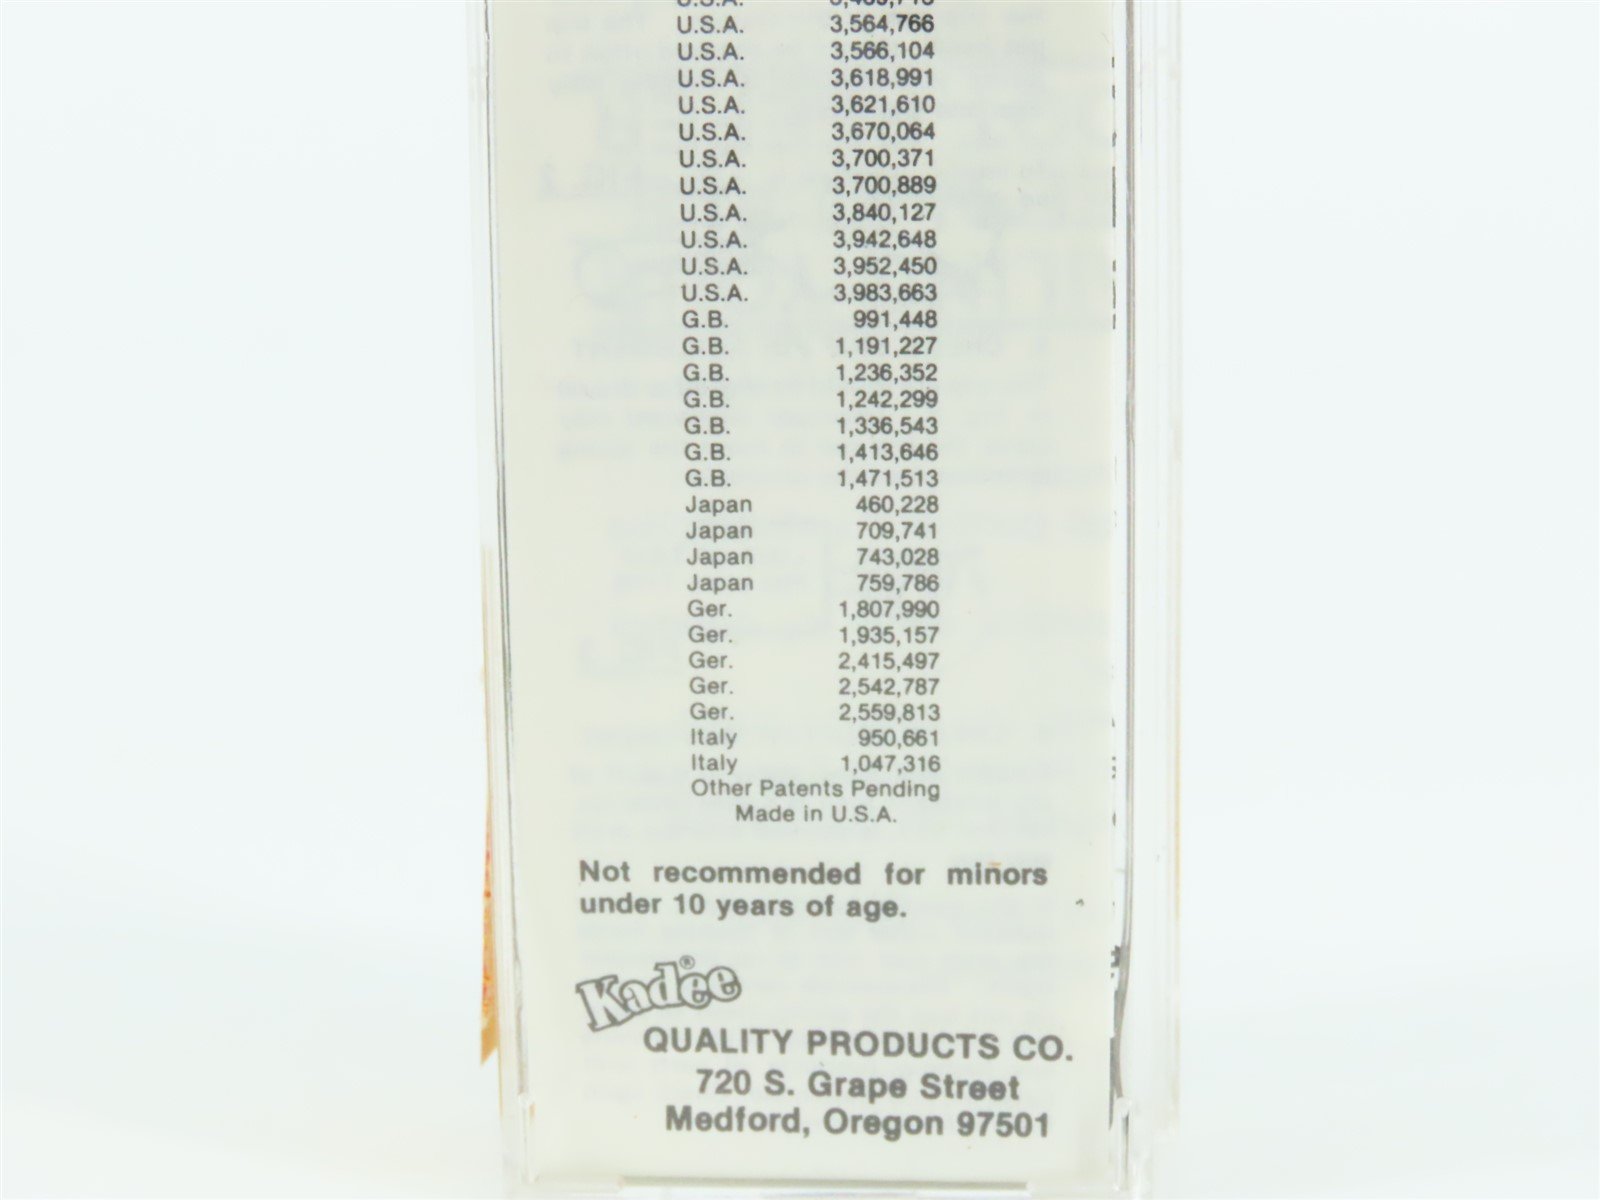 U.S.A. 3,564,766
U.S.A. 3,566,104
U.S.A. 3,618,991
U.S.A. 3,621,610
U.S.A. 3,670,064
U.S.A. 3,700,371
U.S.A. 3,700,889
U.S.A. 3,840,127
U.S.A. 3,942,648
U.S.A. 3,952,450
U.S.A. 3,983,663
G.B. 991,448
G.B. 1,191,227
G.B. 1,236,352
G.B. 1,242,299
G.B. 1,336,543
G.B. 1,413,646
G.B. 1,471,513
Japan 460,228
Japan 709,741
Japan 743,028
Japan 759,786
Ger. 1,807,990
Ger. 1,935,157
Ger. 2,415,497
Ger. 2,542,787
Ger. 2,559,813
Italy 950,661
Italy 1,047,316
Other Patents Pending
Made in U.S.A.
Not recommended for minors
under 10 years of age.
Kadee®
QUALITY PRODUCTS CO.
720 S. Grape Street
Medford, Oregon 97501